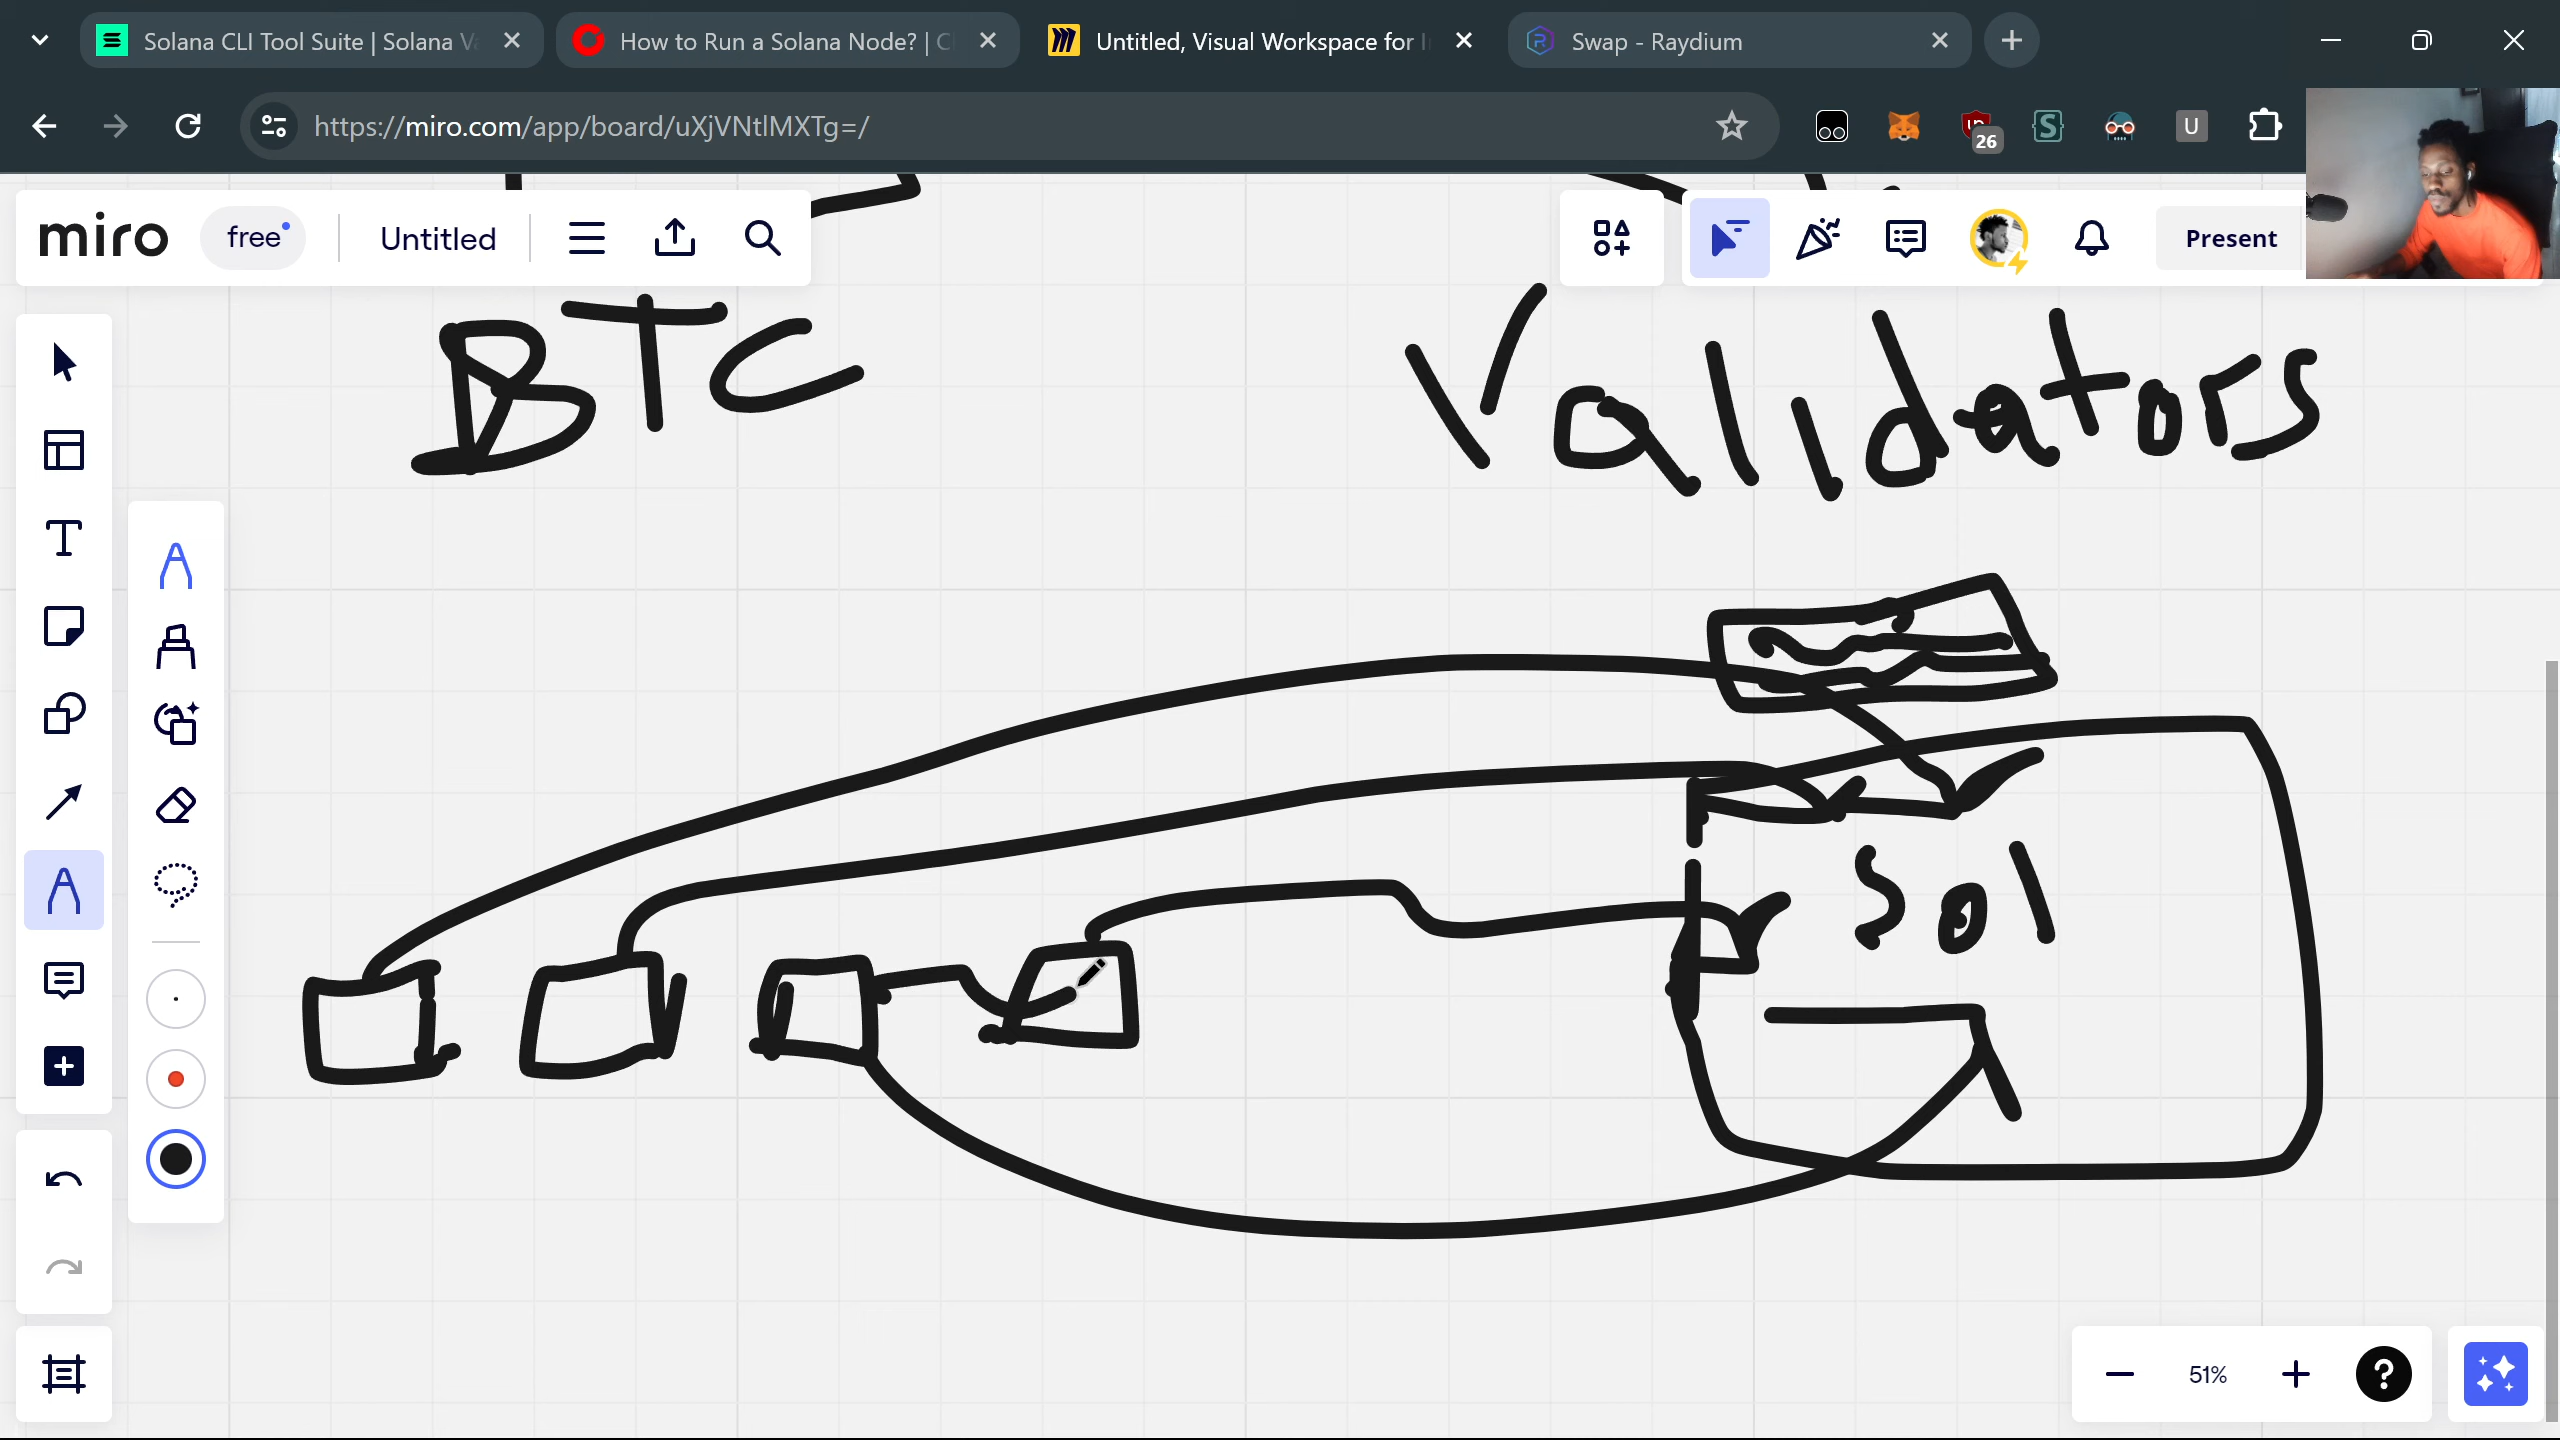 Solana CLI Tool Suite | Solana Va
How to Run a Solana Node? | C
Untitled, Visual Workspace for I
Swap - Raydium
https://miro.com/app/board/uXjVNtlMXTg=/
26
U
miro
free
Untitled
Present
BTC
Validators
Sol
51%